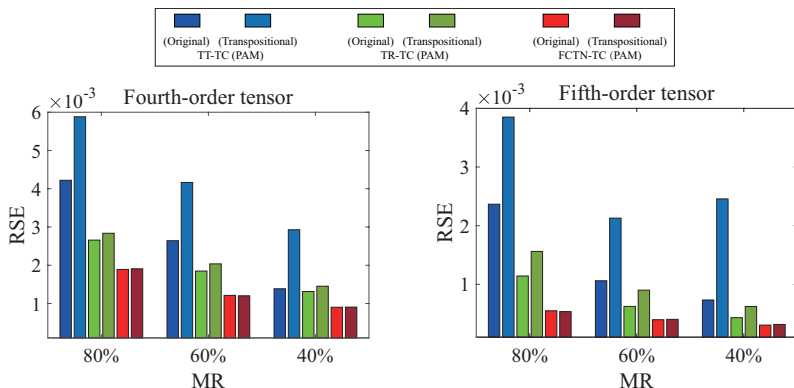 (Original) (Transpositional) (Original) (Transpositional) (Original) (Transpositional)
TT-TC (PAM) TR-TC (PAM) FCTN-TC (PAM)
×10⁻³ Fourth-order tensor
6
5
4
3
2
1
RSE
80% 60% 40%
MR
×10⁻³ Fifth-order tensor
4
3
2
1
RSE
80% 60% 40%
MR